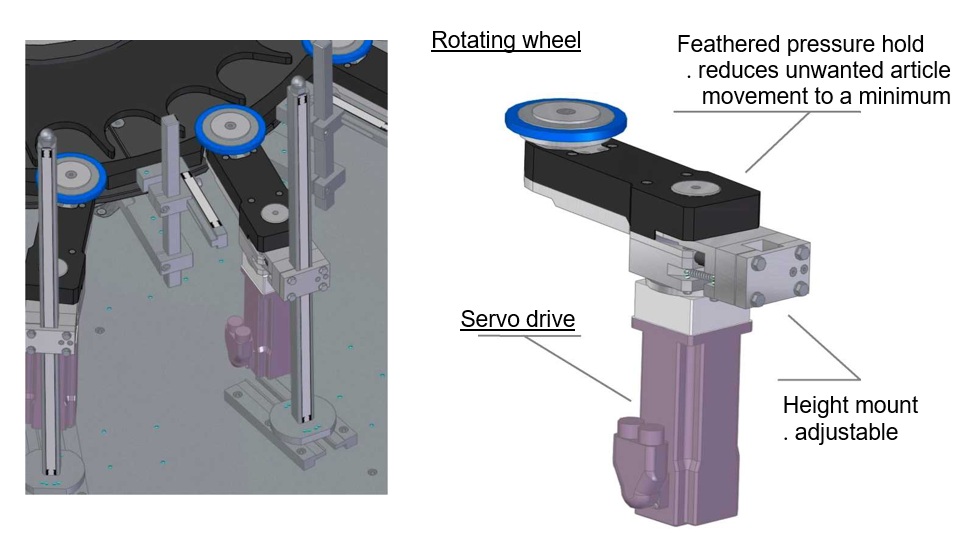 Rotating wheel
Feathered pressure hold
. reduces unwanted article
movement to a minimum
Servo drive
Height mount
. adjustable